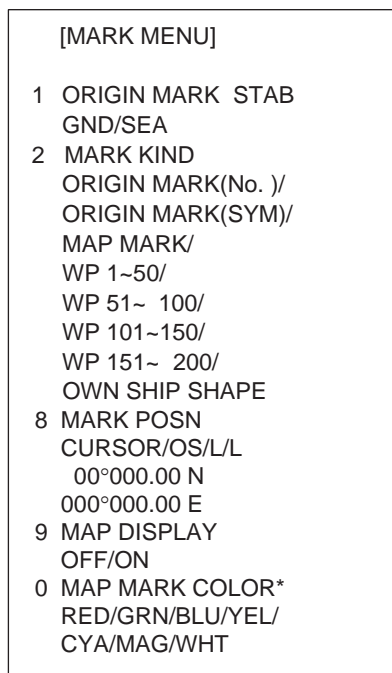 [MARK MENU]
1 ORIGIN MARK STAB
GND/SEA
2 MARK KIND
ORIGIN MARK(No. )/
ORIGIN MARK(SYM)/
MAP MARK/
WP 1~50/
WP 51~ 100/
WP 101~150/
WP 151~ 200/
OWN SHIP SHAPE
8 MARK POSN
CURSOR/OS/L/L
00°000.00 N
000°000.00 E
9 MAP DISPLAY
OFF/ON
0 MAP MARK COLOR*
RED/GRN/BLU/YEL/
CYA/MAG/WHT